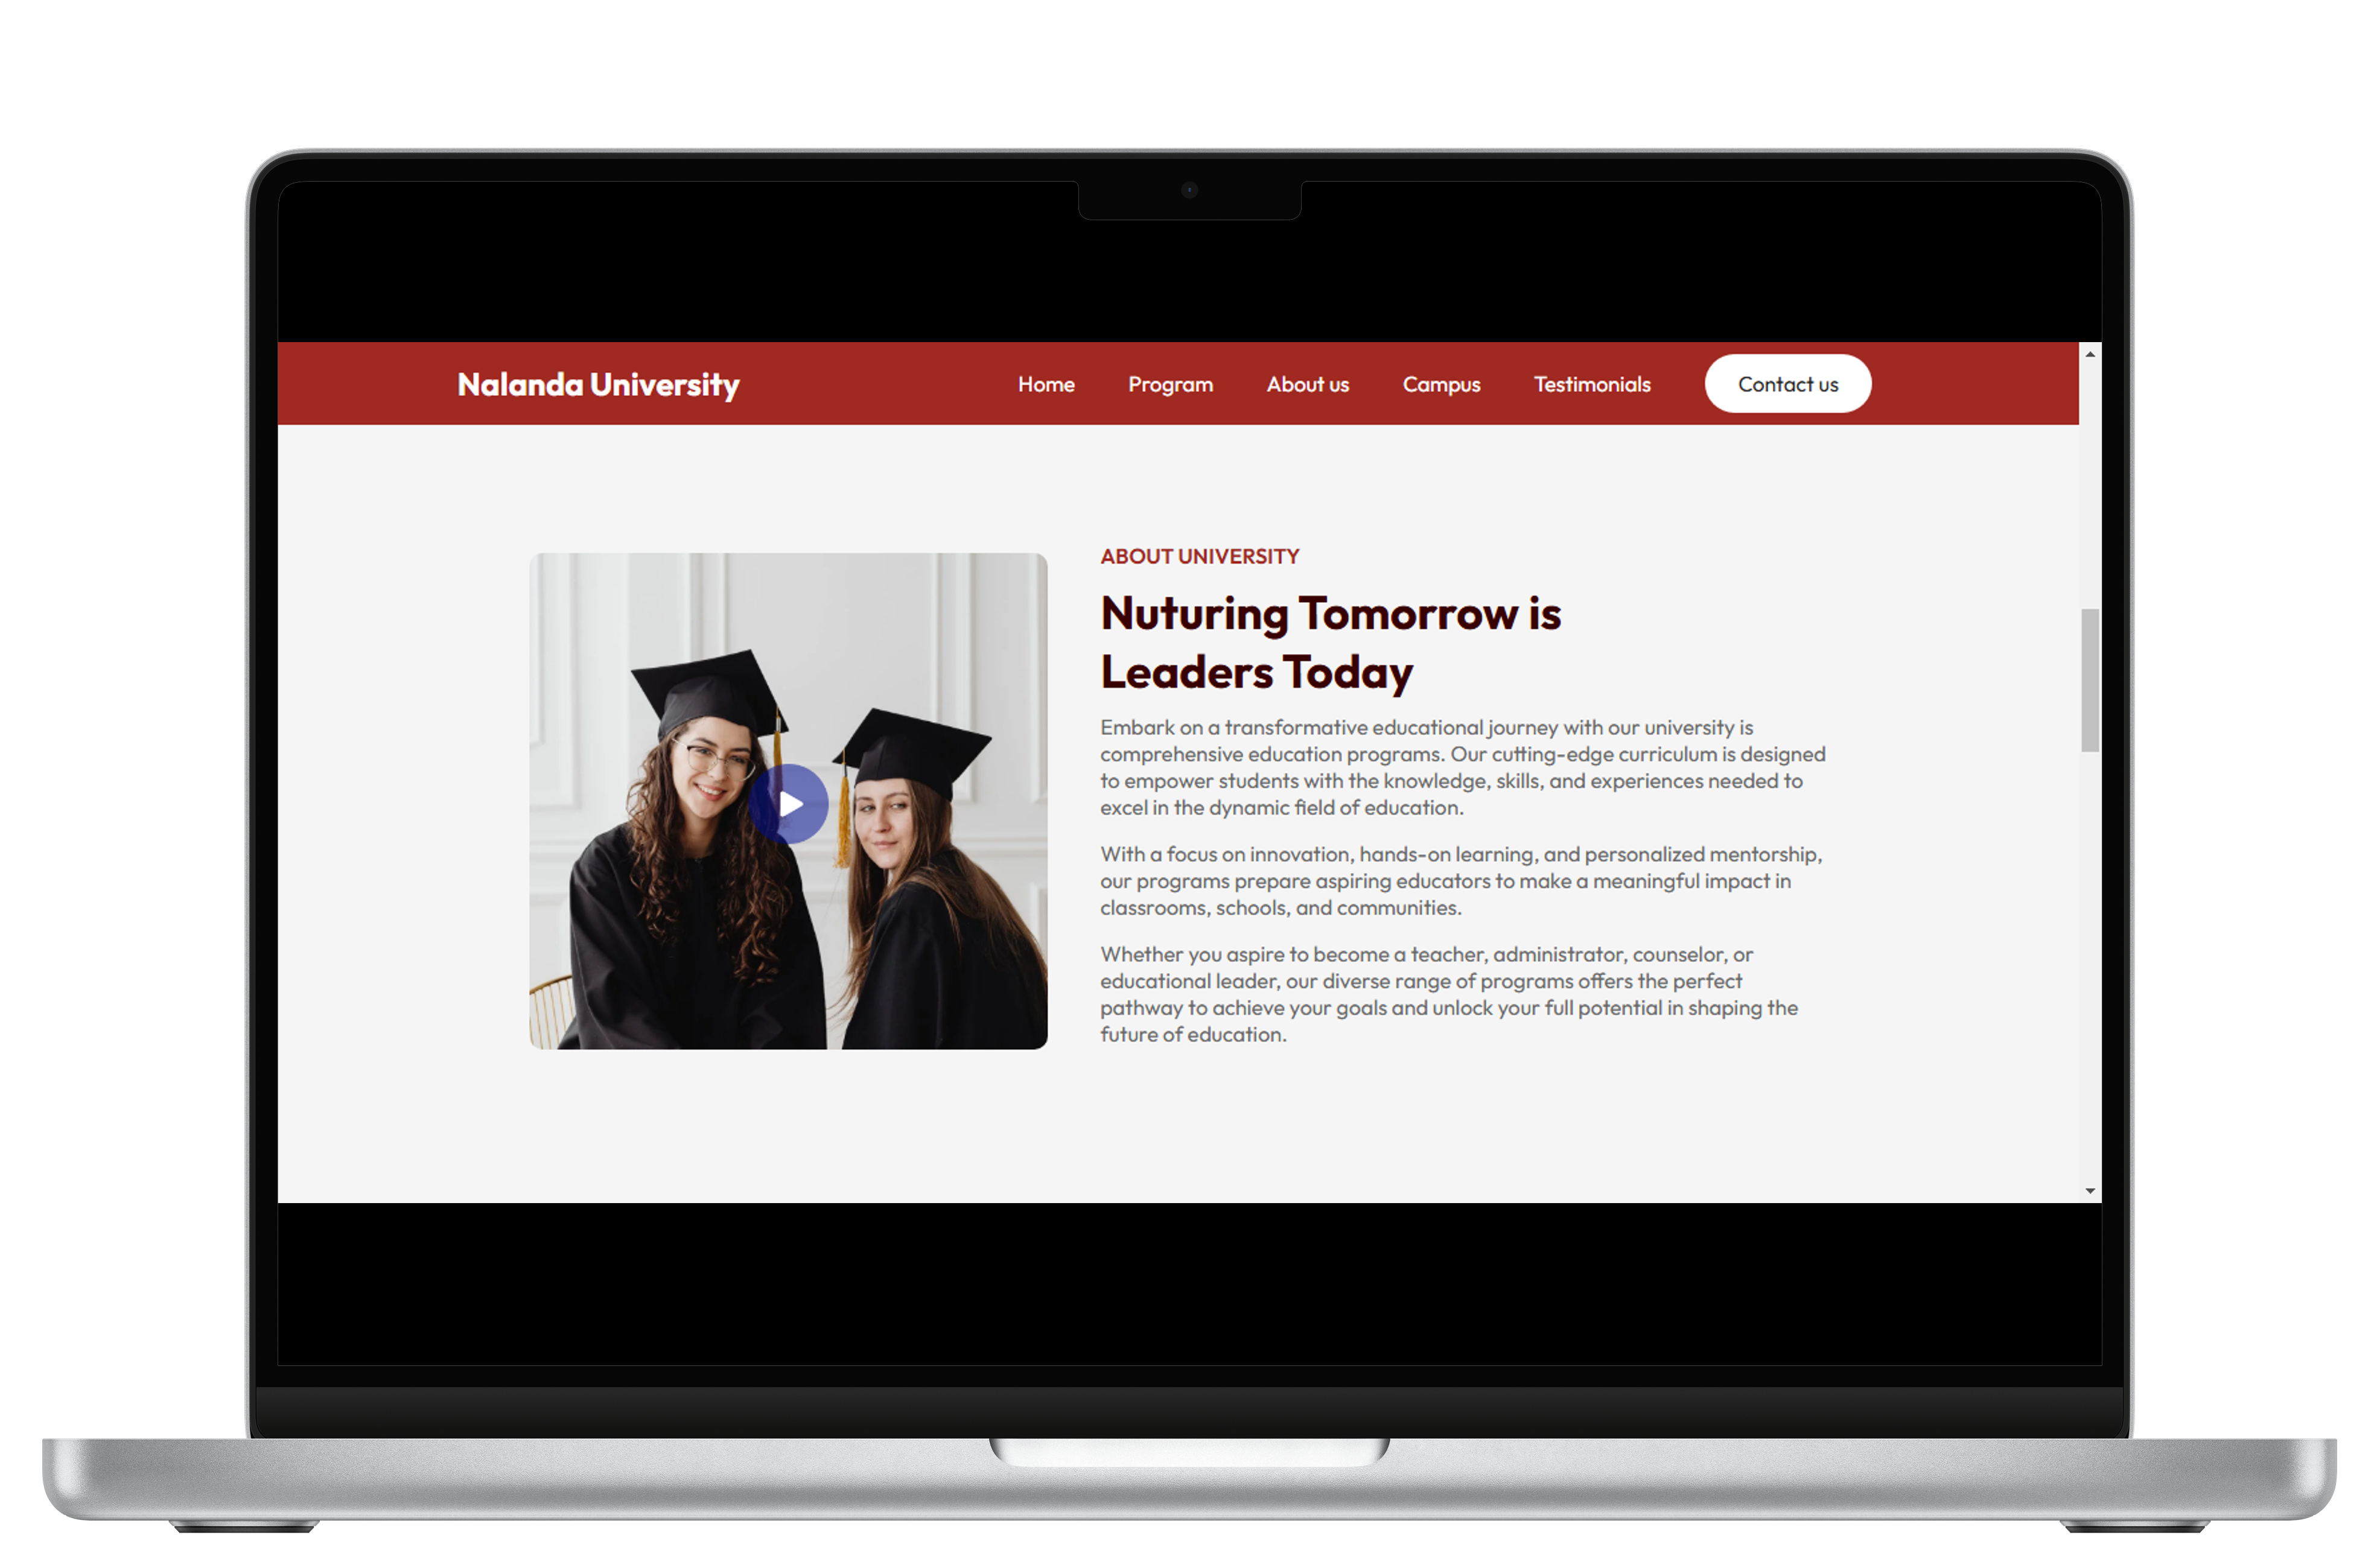 Nalanda University
Home Program About us Campus Testimonials Contact us
ABOUT UNIVERSITY
Nuturing Tomorrow is
Leaders Today
Embark on a transformative educational journey with our university is
comprehensive education programs. Our cutting-edge curriculum is designed
to empower students with the knowledge, skills, and experiences needed to
excel in the dynamic field of education.
With a focus on innovation, hands-on learning, and personalized mentorship,
our programs prepare aspiring educators to make a meaningful impact in
classrooms, schools, and communities.
Whether you aspire to become a teacher, administrator, counselor, or
educational leader, our diverse range of programs offers the perfect
pathway to achieve your goals and unlock your full potential in shaping the
future of education.